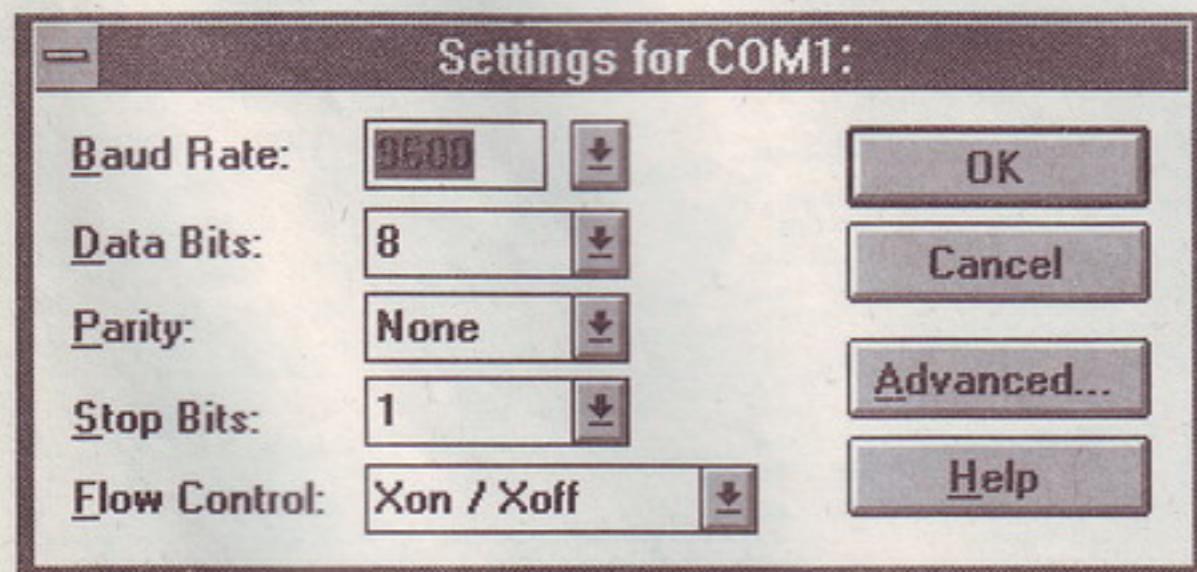 Settings for COM1:
Baud Rate: 9600
Data Bits: 8
Parity: None
Stop Bits: 1
Flow Control: Xon / Xoff
OK
Cancel
Advanced...
Help